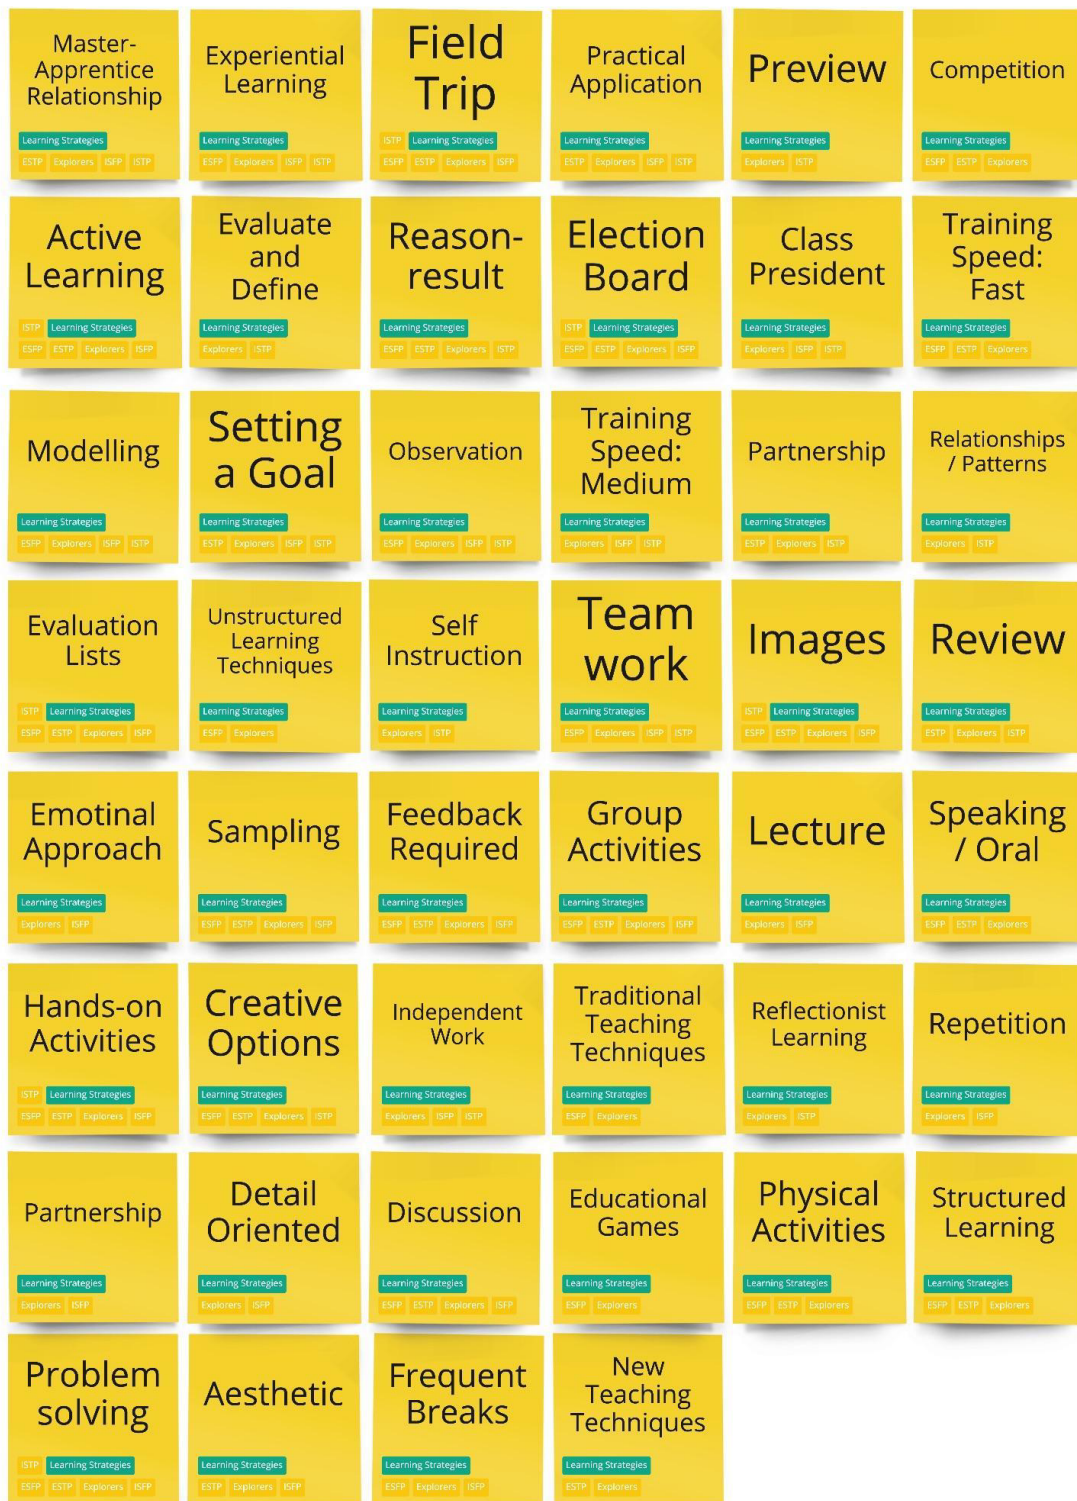 Master-
Apprentice
Relationship
Learning Strategies
ESTP Explorers ISFP ISTP
Experiential
Learning
Learning Strategies
ESFP Explorers ISFP ISTP
Field
Trip
ISTP Learning Strategies
ESFP ESTP Explorers ISFP
Practical
Application
Learning Strategies
ESTP Explorers ISFP ISTP
Preview
Learning Strategies
Explorers ISTP
Competition
Learning Strategies
ESFP ESTP Explorers
Active
Learning
ISTP Learning Strategies
ESFP ESTP Explorers ISFP
Evaluate
and
Define
Learning Strategies
Explorers ISTP
Reason-
result
Learning Strategies
ESFP ESTP Explorers ISTP
Election
Board
ISTP Learning Strategies
ESFP ESTP Explorers ISFP
Class
President
Learning Strategies
Explorers ISFP ISTP
Training
Speed:
Fast
Learning Strategies
ESFP ESTP Explorers
Modelling
Learning Strategies
ESFP Explorers ISFP ISTP
Setting
a Goal
Learning Strategies
ESTP Explorers ISFP ISTP
Observation
Learning Strategies
ESFP Explorers ISFP ISTP
Training
Speed:
Medium
Learning Strategies
Explorers ISFP ISTP
Partnership
Learning Strategies
ESTP Explorers ISTP
Relationships
/ Patterns
Learning Strategies
Explorers ISTP
Evaluation
Lists
ISTP Learning Strategies
ESFP ESTP Explorers ISFP
Unstructured
Learning
Techniques
Learning Strategies
ESFP Explorers
Self
Instruction
Learning Strategies
Explorers ISTP
Team
work
Learning Strategies
ESFP Explorers ISFP ISTP
Images
ISTP Learning Strategies
ESFP ESTP Explorers ISFP
Review
Learning Strategies
ESTP Explorers ISTP
Emotinal
Approach
Learning Strategies
Explorers ISFP
Sampling
Learning Strategies
ESFP ESTP Explorers ISFP
Feedback
Required
Learning Strategies
ESFP ESTP Explorers ISFP
Group
Activities
Learning Strategies
ESFP ESTP Explorers ISFP
Lecture
Learning Strategies
Explorers ISFP
Speaking
/ Oral
Learning Strategies
ESFP ESTP Explorers
Hands-on
Activities
ISTP Learning Strategies
ESFP ESTP Explorers ISFP
Creative
Options
Learning Strategies
ESFP ESTP Explorers ISTP
Independent
Work
Learning Strategies
Explorers ISFP ISTP
Traditional
Teaching
Techniques
Learning Strategies
ESFP Explorers
Reflectionist
Learning
Learning Strategies
Explorers ISTP
Repetition
Learning Strategies
Explorers ISFP
Partnership
Learning Strategies
Explorers ISFP
Detail
Oriented
Learning Strategies
Explorers ISFP
Discussion
Learning Strategies
ESFP ESTP Explorers ISFP
Educational
Games
Learning Strategies
ESFP Explorers
Physical
Activities
Learning Strategies
ESFP ESTP Explorers
Structured
Learning
Learning Strategies
ESFP ESTP Explorers
Problem
solving
ISTP Learning Strategies
ESFP ESTP Explorers ISFP
Aesthetic
Learning Strategies
ESTP Explorers ISFP
Frequent
Breaks
Learning Strategies
ESFP ESTP Explorers ISFP
New
Teaching
Techniques
Learning Strategies
ESTP Explorers